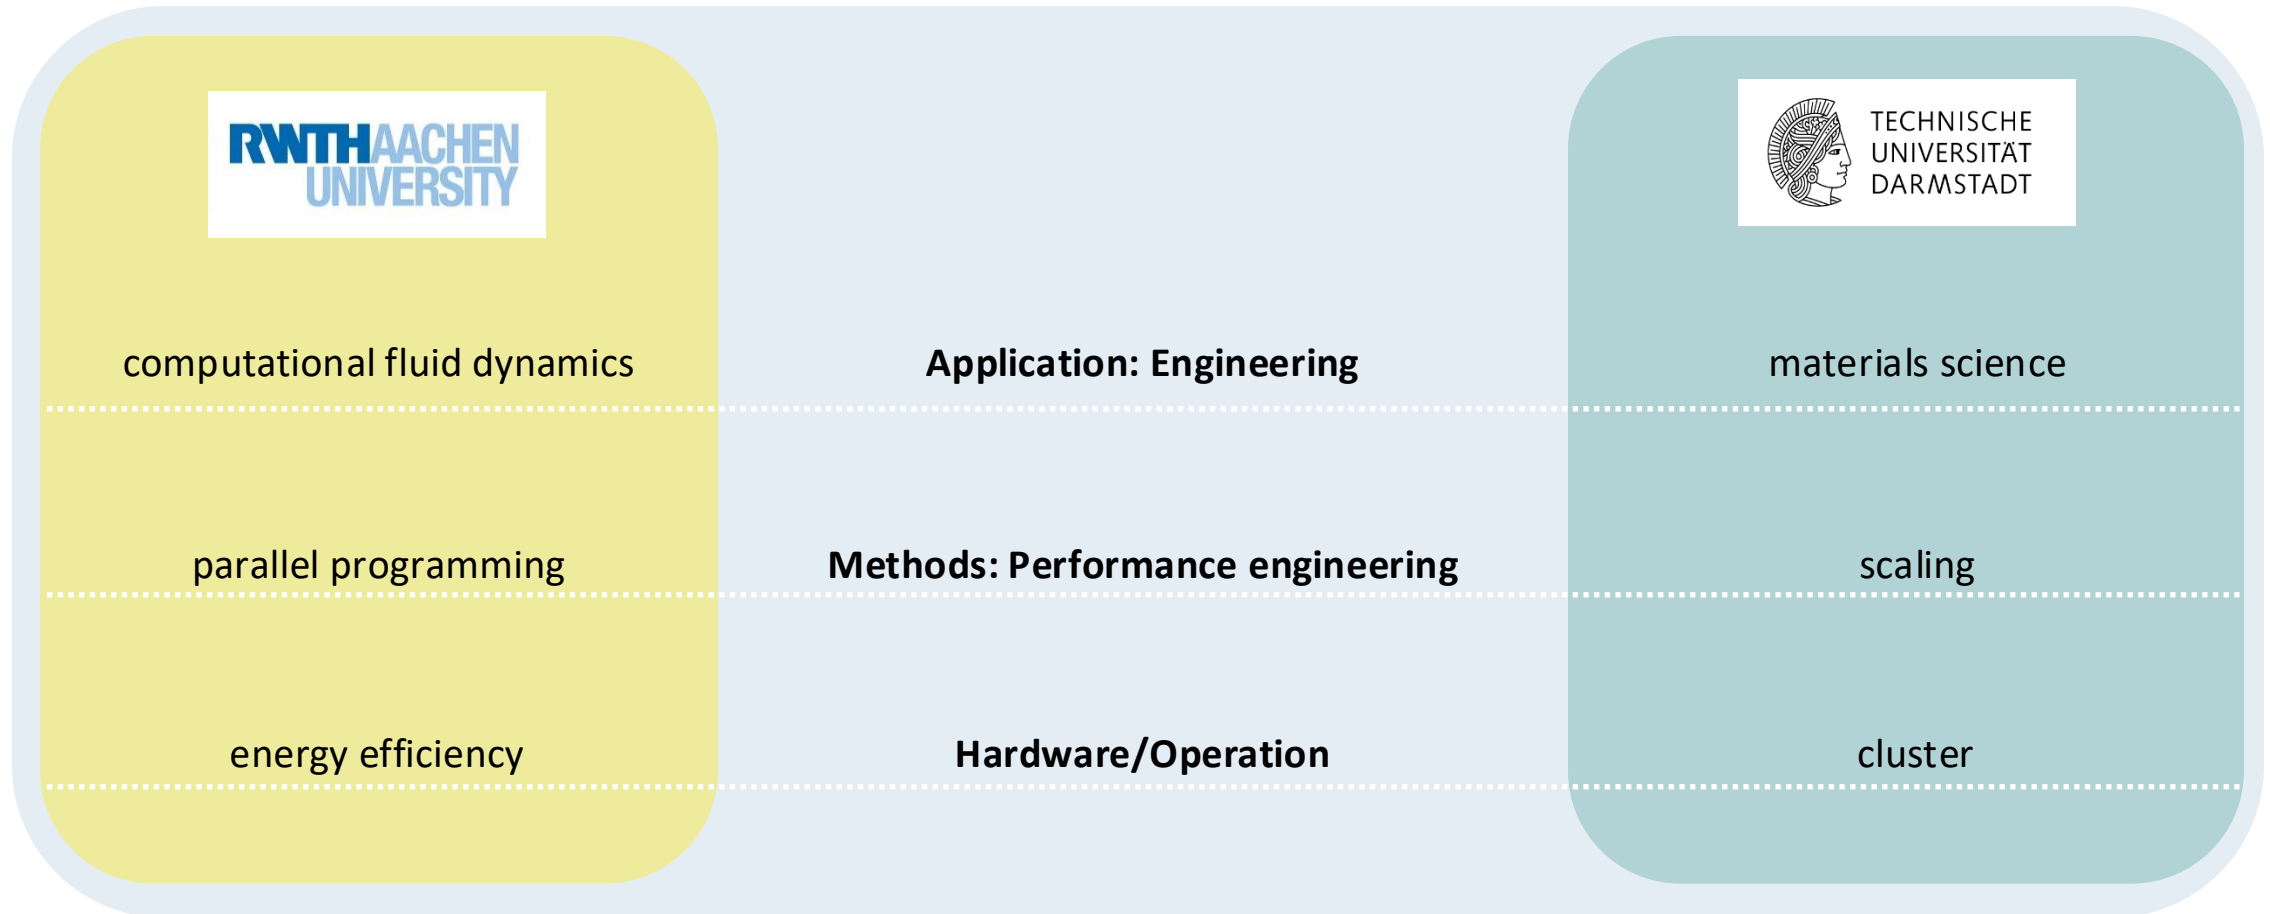 RWTHAACHEN
UNIVERSITY
TECHNISCHE
UNIVERSITÄT
DARMSTADT
computational fluid dynamics
Application: Engineering
materials science
parallel programming
Methods: Performance engineering
scaling
energy efficiency
Hardware/Operation
cluster